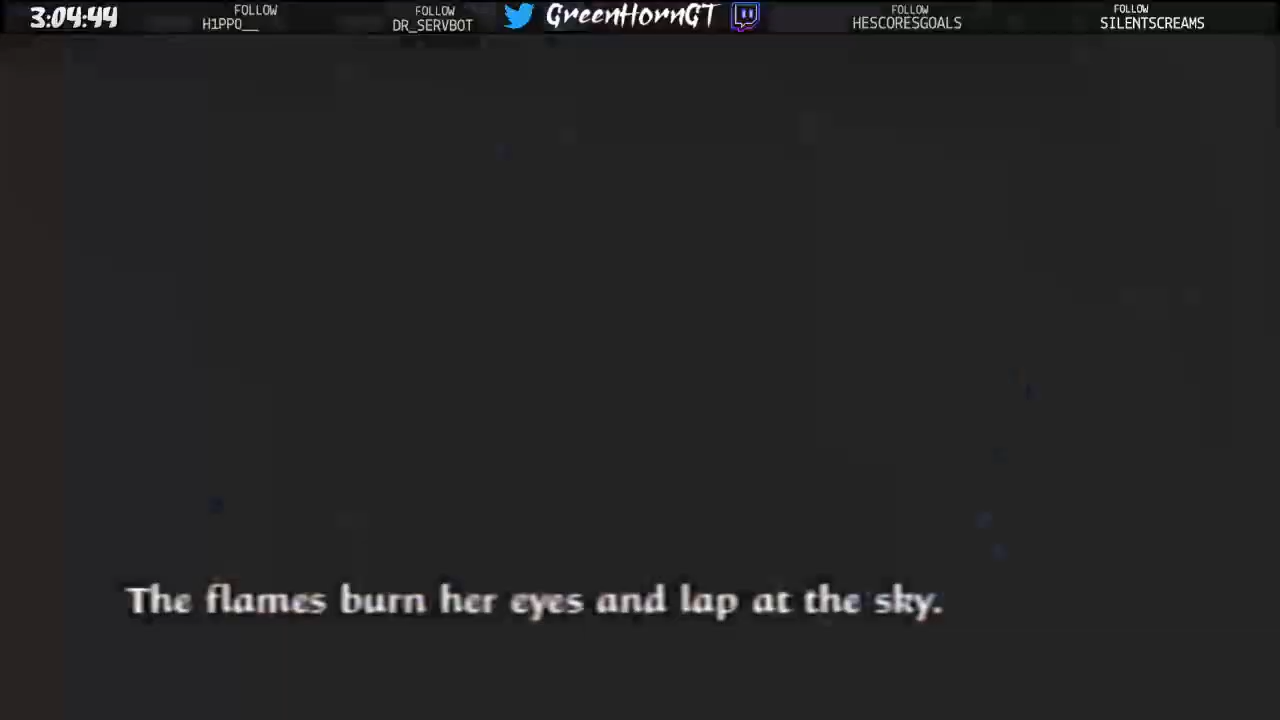 3:04:44
FOLLOW
H1PPO__
FOLLOW
DR_SERVBOT
GreenHornGT
FOLLOW
HESCORESGOALS
FOLLOW
SILENTSCREAMS
The flames burn her eyes and lap at the sky.